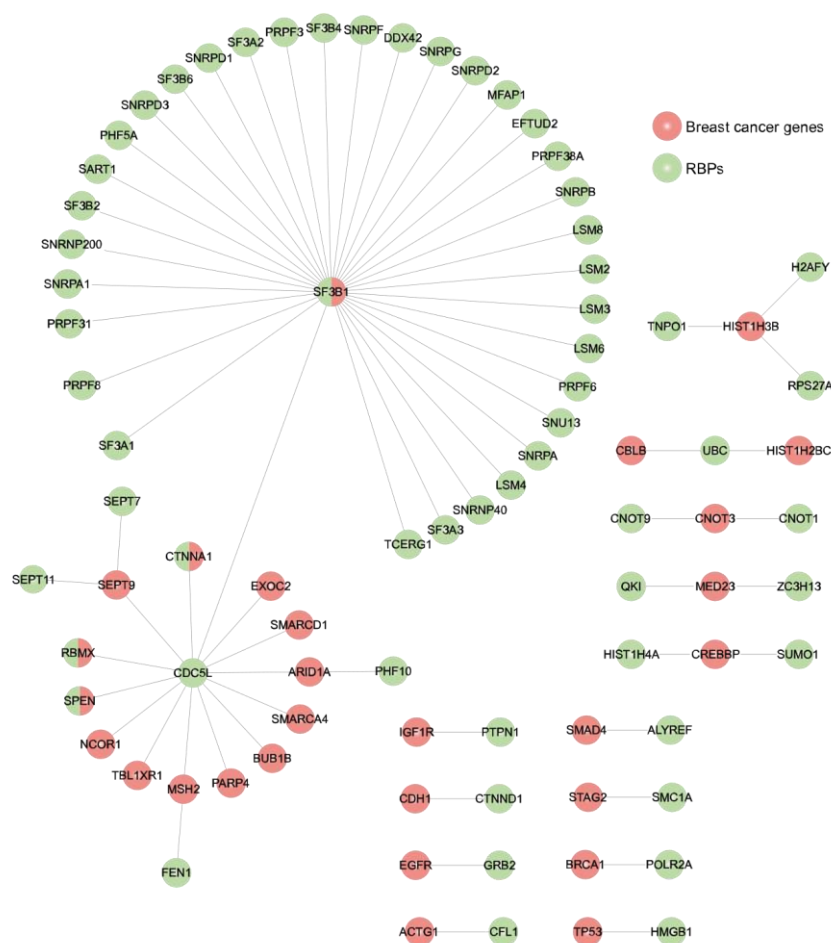 SF3B4
PRPF3
SNRPF
SF3A2
DDX42
SNRPD1
SNRPG
SF3B6
SNRPD2
SNRPD3
MFAP1
PHF5A
EFTUD2
SART1
PRPF38A
SF3B2
SNRPB
SNRNP200
LSM8
SNRPA1
LSM2
SF3B1
LSM3
PRPF31
LSM6
PRPF8
PRPF6
SNU13
SF3A1
SNRPA
LSM4
SNRNP40
SF3A3
TCERG1
Breast cancer genes
RBPs
H2AFY
TNPO1
HIST1H3B
RPS27A
CBLB
UBC
HIST1H2BC
CNOT9
CNOT3
CNOT1
QKI
MED23
ZC3H13
HIST1H4A
CREBBP
SUMO1
SEPT7
CTNNA1
SEPT11
SEPT9
EXOC2
SMARCD1
RBMX
CDC5L
ARID1A
PHF10
SPEN
SMARCA4
NCOR1
BUB1B
TBL1XR1
MSH2
PARP4
FEN1
IGF1R
PTPN1
SMAD4
ALYREF
CDH1
CTNND1
STAG2
SMC1A
EGFR
GRB2
BRCA1
POLR2A
ACTG1
CFL1
TP53
HMGB1